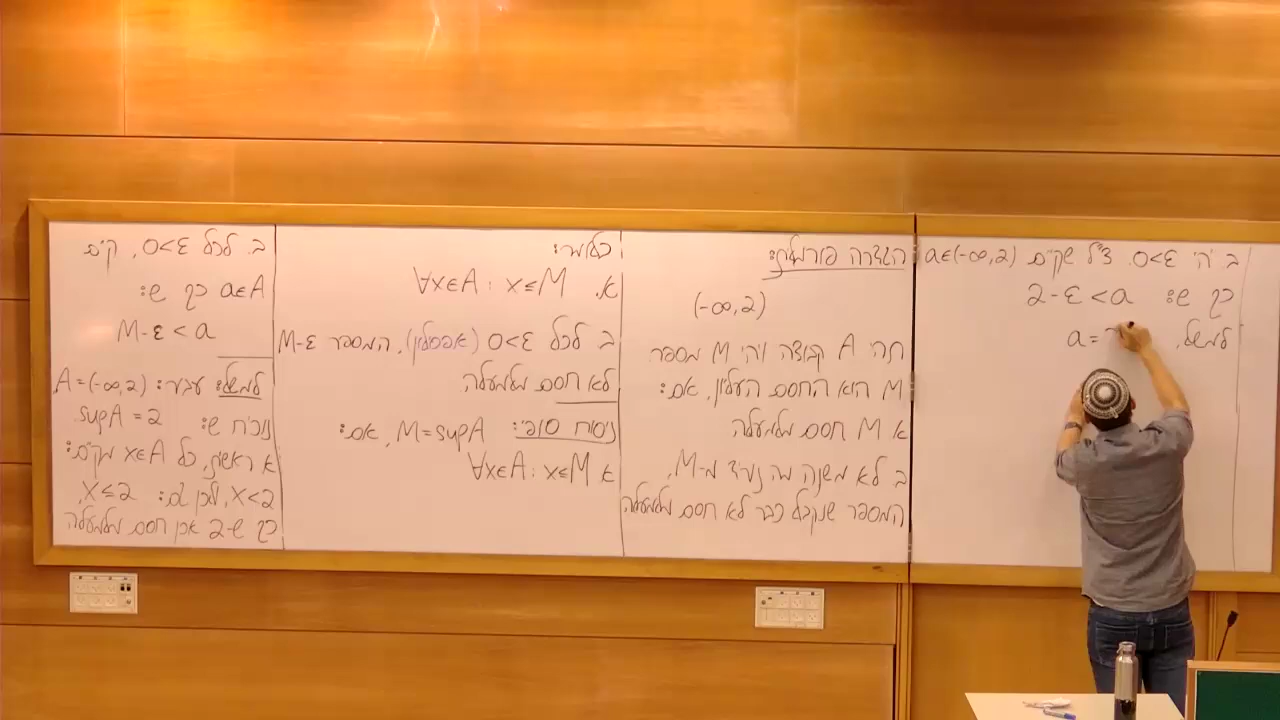 הגדרה פורמלית:
(-∞,2)
תהי A קבוצה ויהי M מספר
M הוא החסם העליון, אם:
א M חסם מלמעלה
ב לא משנה מה נוריד מ-M,
המספר שנקבל כבר לא חסם מלמעלה
כלומר:
א. ∀x∈A: x≤M
ב לכל 0<ε (אפסילון), המספר M-ε
לא חסם מלמעלה
ניסוח סופי: M=supA, אם:
א ∀x∈A: x≤M
ב. לכל 0<ε, קיים
a∈A כך ש:
M-ε < a
למשל: עבור: A=(-∞,2)
נוכיח ש: supA=2.
א ראשית, כל x∈A מקיים:
x<2, ולכן גם: x≤2,
כך ש-2 אכן חסם מלמעלה
ב יהי 0<ε. צ"ל שקיים a∈(-∞,2)
כך ש: 2-ε<a
למשל, a=